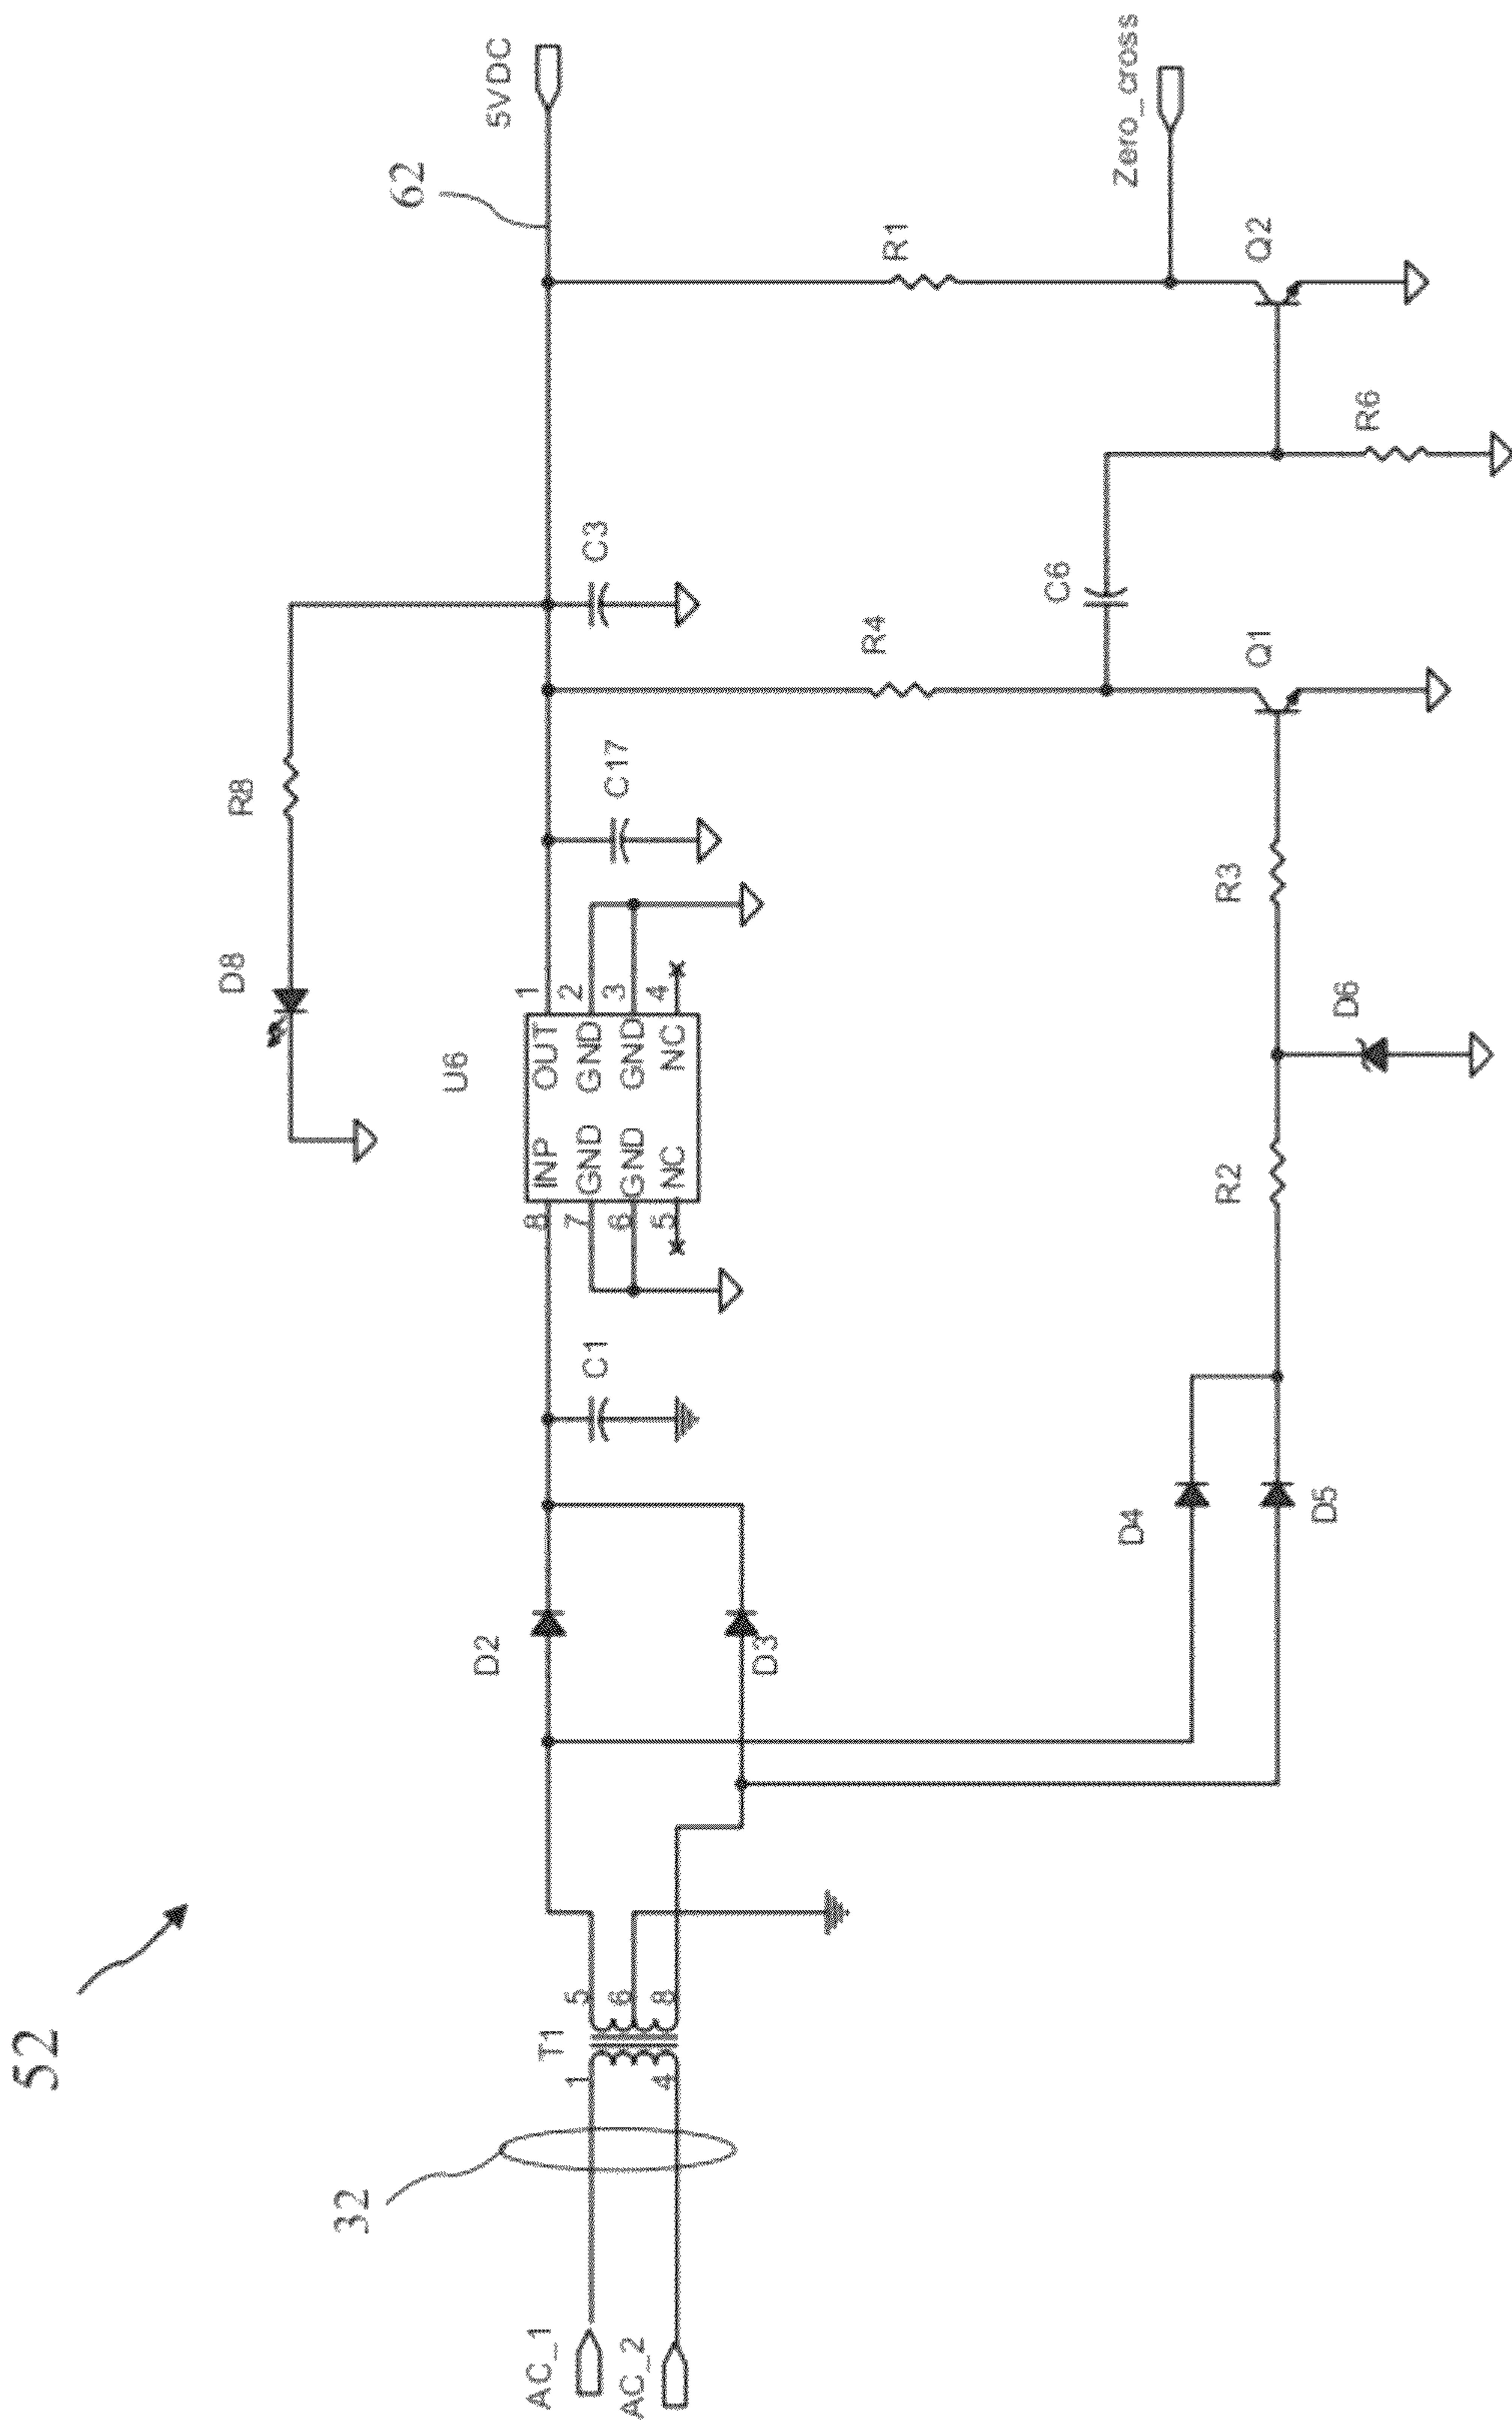 52
32
AC_1
AC_2
T1
1
4
5
6
8
D2
D3
D4
D5
C1
U6
8 INP OUT 1
7 GND GND 2
6 GND GND 3
5 NC NC 4
D8
R8
C17
C3
R4
C6
R1
62
5VDC
Zero_cross
R2
D6
R3
Q1
R6
Q2